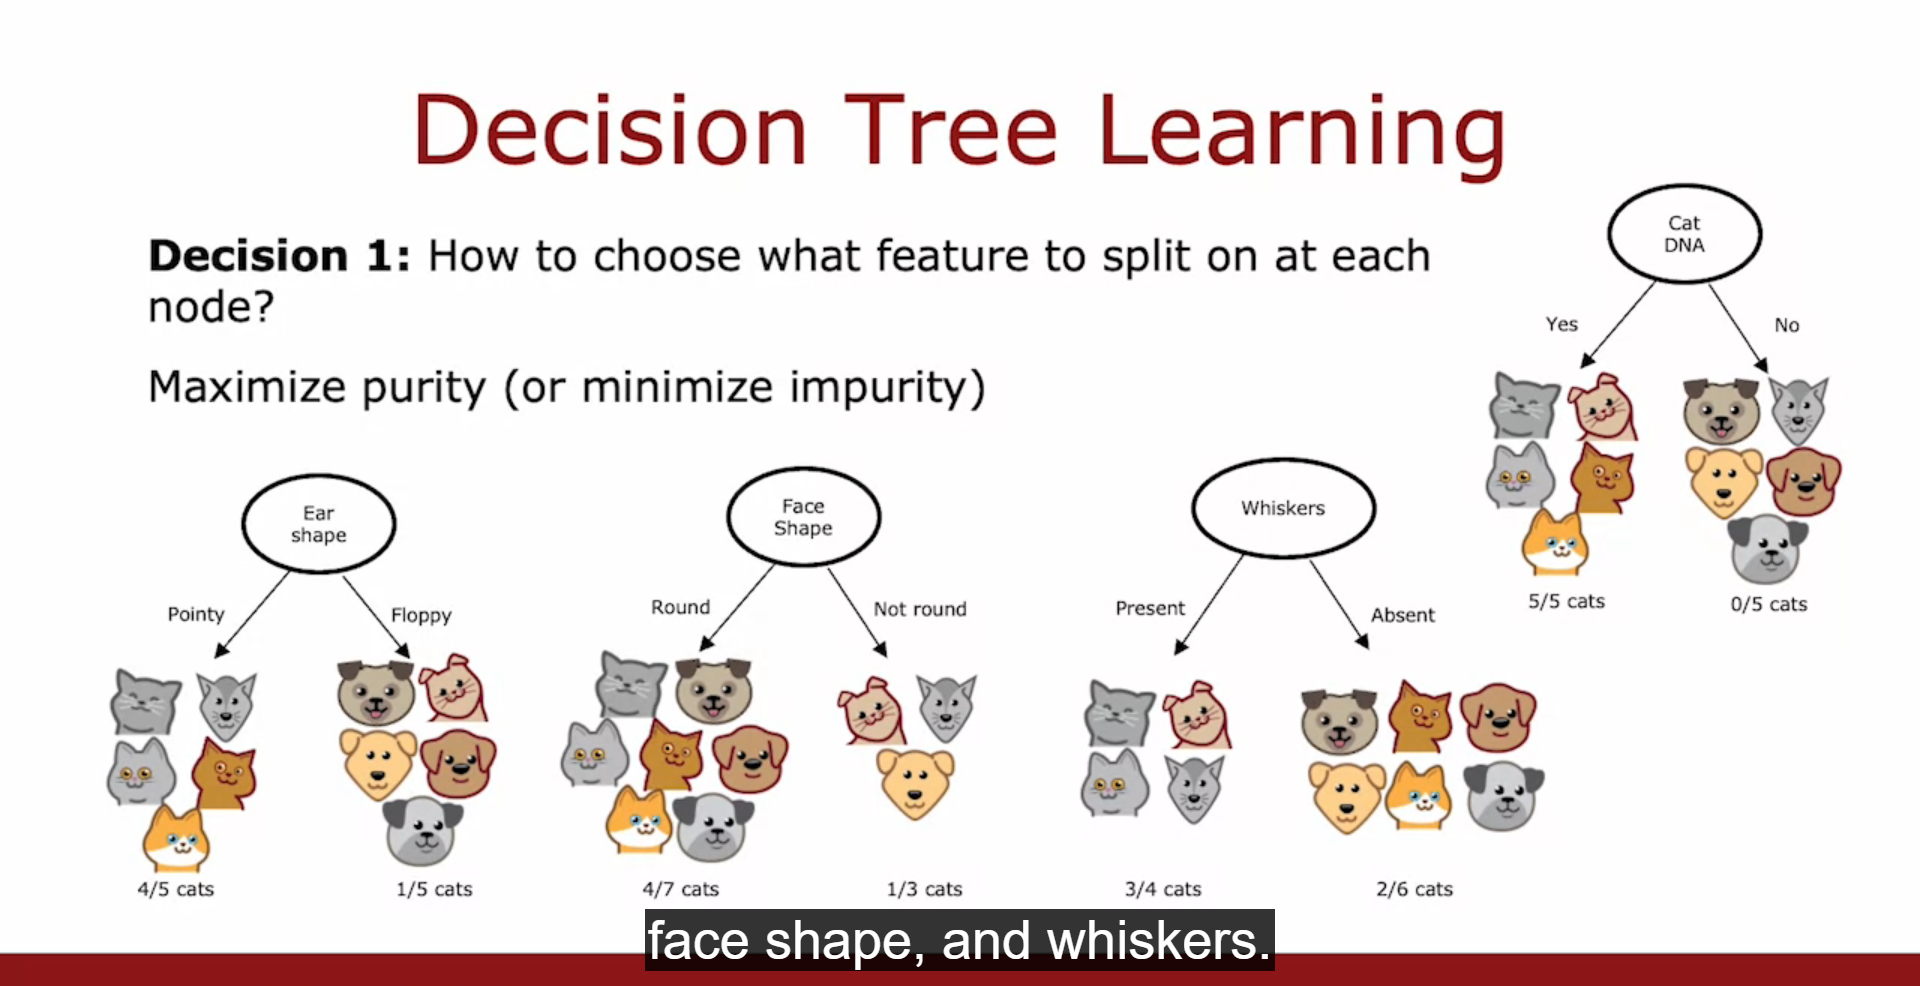 Decision Tree Learning
Decision 1: How to choose what feature to split on at each
node?
Maximize purity (or minimize impurity)
Cat
DNA
Yes
No
5/5 cats
0/5 cats
Ear
shape
Pointy
Floppy
4/5 cats
1/5 cats
Face
Shape
Round
Not round
4/7 cats
1/3 cats
Whiskers
Present
Absent
3/4 cats
2/6 cats
face shape, and whiskers.